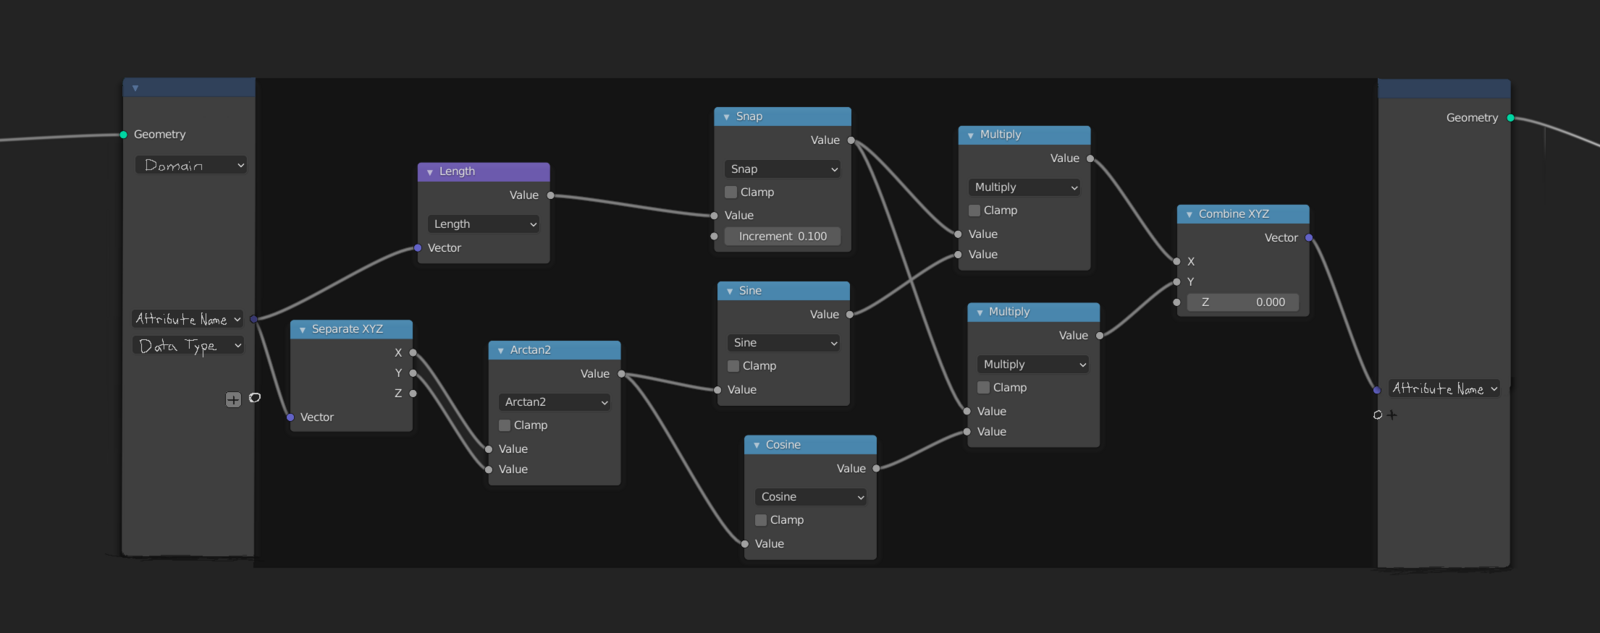 Geometry
Domain
Attribute Name
Data Type
Length
Value
Length
Vector
Separate XYZ
X
Y
Z
Vector
Arctan2
Value
Arctan2
Clamp
Value
Value
Snap
Value
Snap
Clamp
Value
Increment 0.100
Sine
Value
Sine
Clamp
Value
Cosine
Value
Cosine
Clamp
Value
Multiply
Value
Multiply
Clamp
Value
Value
Multiply
Value
Multiply
Clamp
Value
Value
Combine XYZ
Vector
X
Y
Z 0.000
Geometry
Attribute Name